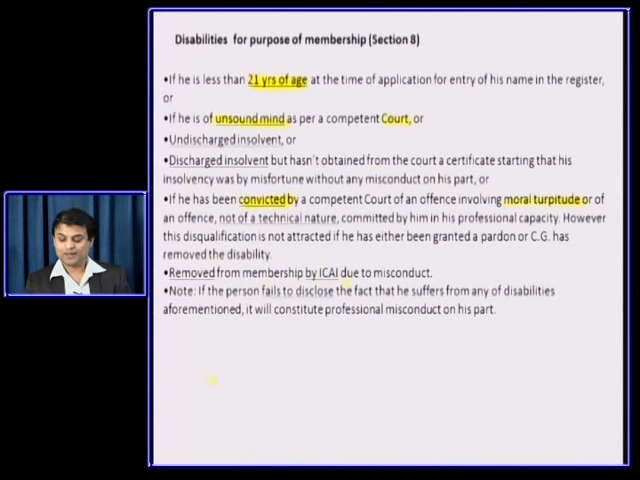 Disabilities for purpose of membership (Section 8)
•If he is less than 21 yrs of age at the time of application for entry of his name in the register,
or
•If he is of unsound mind as per a competent Court, or
•Undischarged insolvent, or
•Discharged insolvent but hasn't obtained from the court a certificate starting that his
insolvency was by misfortune without any misconduct on his part, or
•If he has been convicted by a competent Court of an offence involving moral turpitude or of
an offence, not of a technical nature, committed by him in his professional capacity. However
this disqualification is not attracted if he has either been granted a pardon or C.G. has
removed the disability.
•Removed from membership by ICAI due to misconduct.
•Note: If the person fails to disclose the fact that he suffers from any of disabilities
aforementioned, it will constitute professional misconduct on his part.